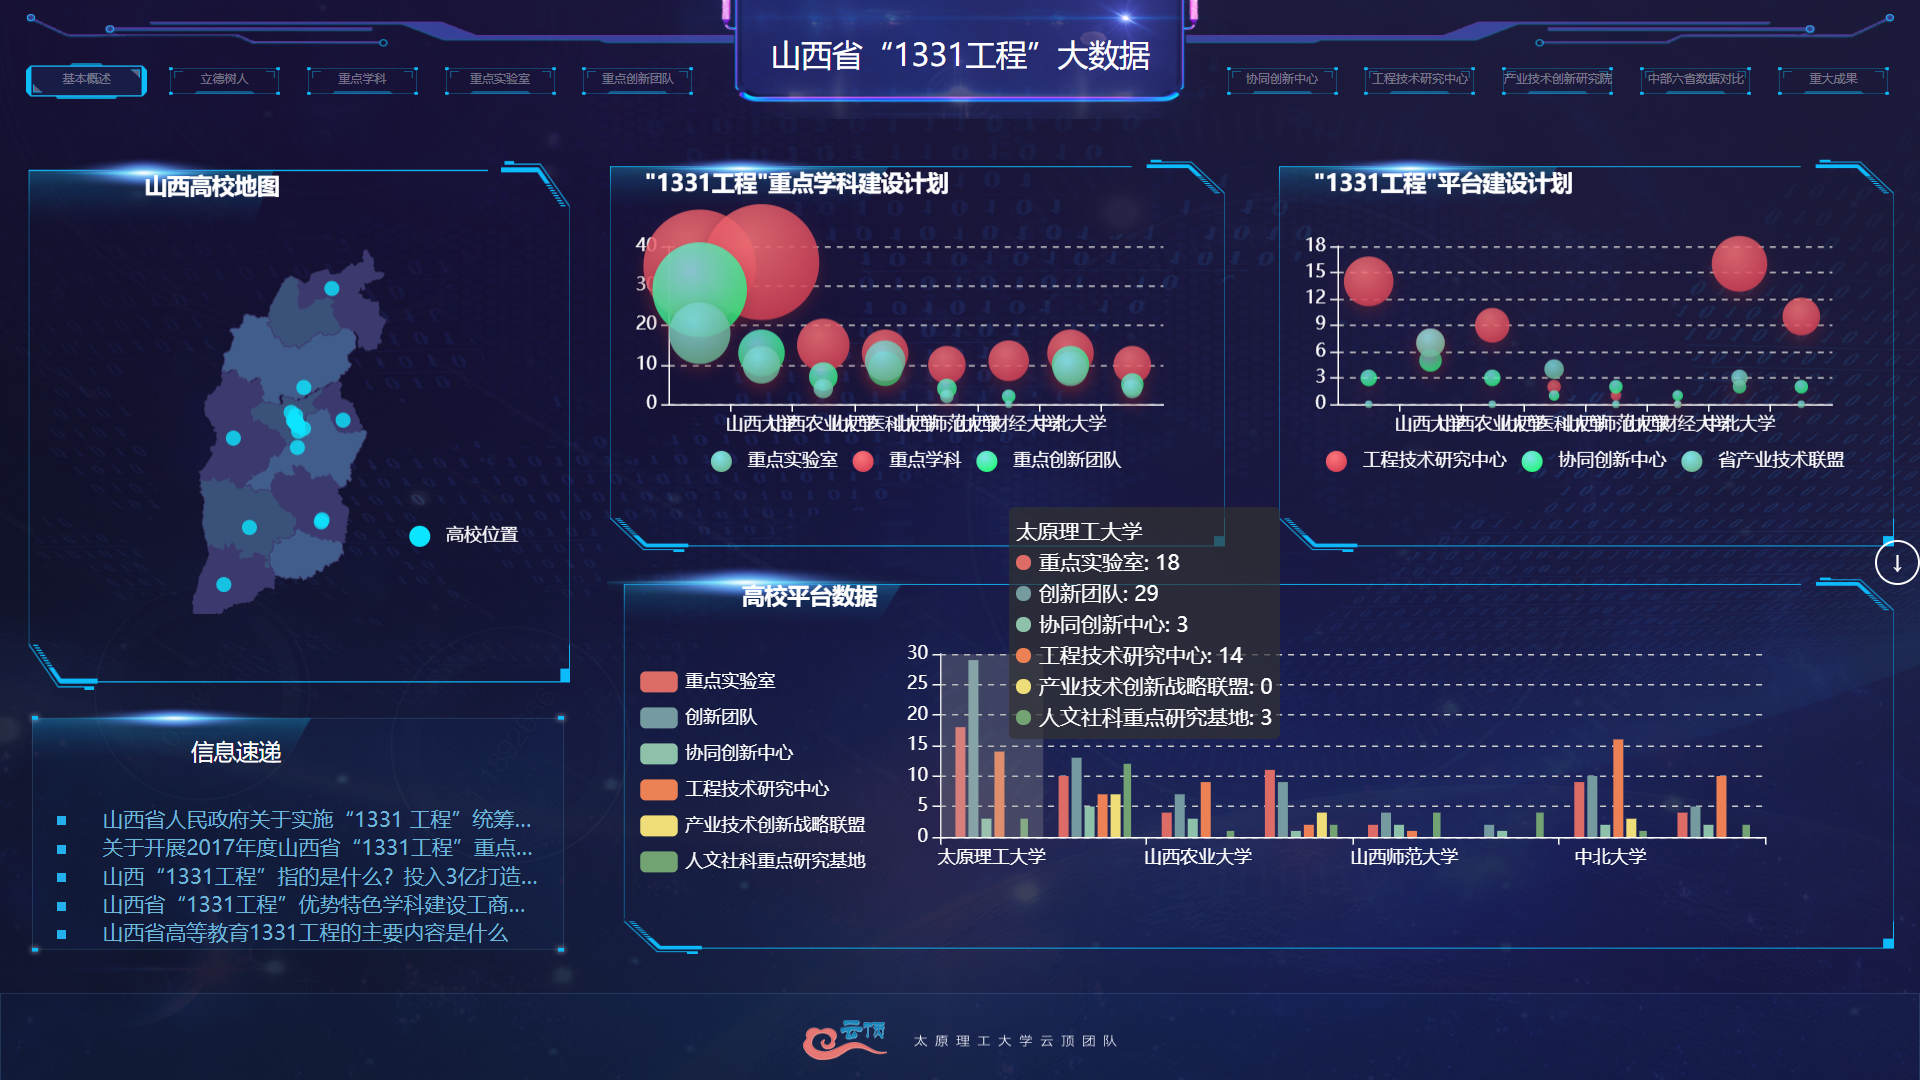 山西省“1331工程”大数据
基本概述
立德树人
重点学科
重点实验室
重点创新团队
协同创新中心
工程技术研究中心
产业技术创新研究院
中部六省数据对比
重大成果
山西高校地图
高校位置
"1331工程"重点学科建设计划
40
30
20
10
0
山西大学
山西农业大学
山西医科大学
山西师范大学
山西财经大学
中北大学
重点实验室
重点学科
重点创新团队
"1331工程"平台建设计划
18
15
12
9
6
3
0
山西大学
山西农业大学
山西医科大学
山西师范大学
山西财经大学
中北大学
工程技术研究中心
协同创新中心
省产业技术联盟
↓
信息速递
山西省人民政府关于实施“1331 工程”统筹...
关于开展2017年度山西省“1331工程”重点...
山西“1331工程”指的是什么？投入3亿打造...
山西省“1331工程”优势特色学科建设工商...
山西省高等教育1331工程的主要内容是什么
高校平台数据
重点实验室
创新团队
协同创新中心
工程技术研究中心
产业技术创新战略联盟
人文社科重点研究基地
30
25
20
15
10
5
0
太原理工大学
山西农业大学
山西师范大学
中北大学
太原理工大学
重点实验室: 18
创新团队: 29
协同创新中心: 3
工程技术研究中心: 14
产业技术创新战略联盟: 0
人文社科重点研究基地: 3
云顶
太原理工大学云顶团队